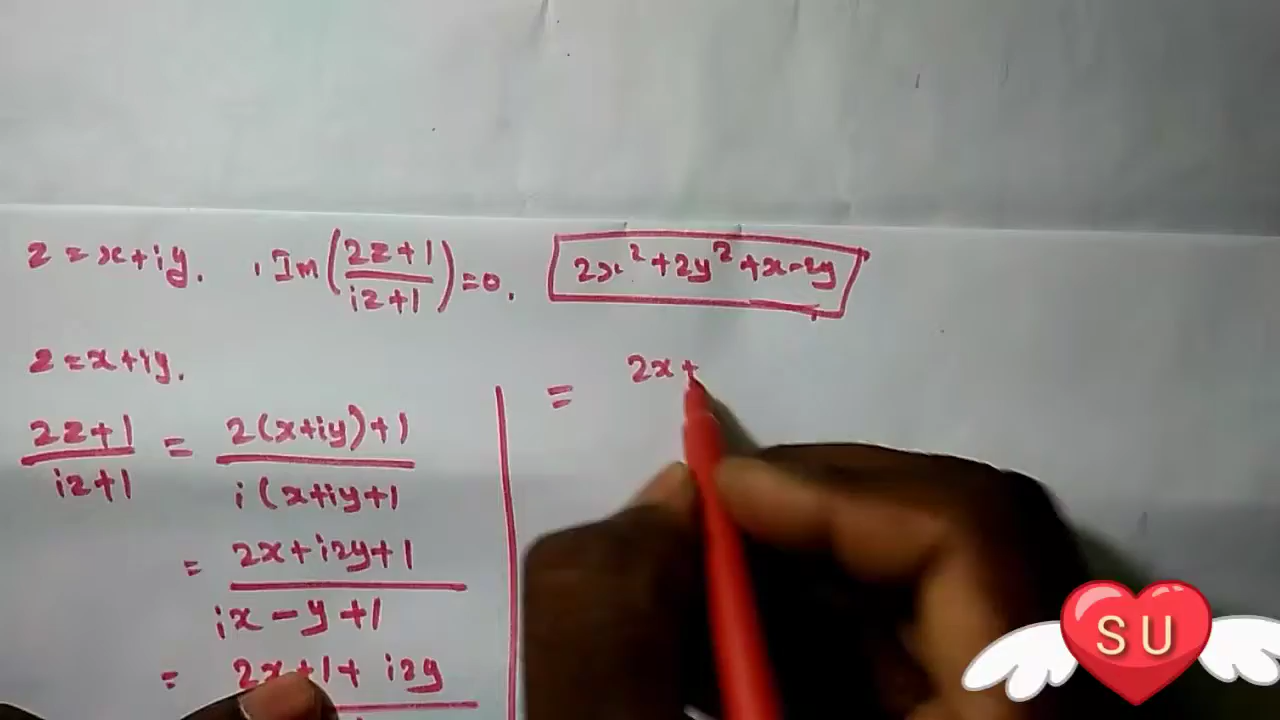 z = x+iy. , Im(2z+1/iz+1)=0. 2x²+2y²+x-2y
z=x+iy.
2z+1/iz+1 = 2(x+iy)+1/i(x+iy+1
= 2x+i2y+1/ix-y+1
= 2x+1+i2y
= 2x+
SU